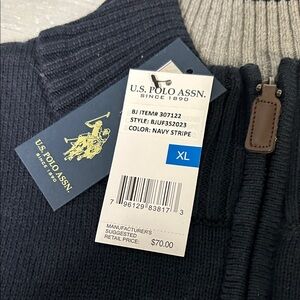 U.S. POLO ASSN.
SINCE 1890
U.S. POLO ASSN.
SINCE 1890
BJ ITEM# 307122
STYLE: BJUF352023
COLOR: NAVY STRIPE
XL
7 96129 83817 3
MANUFACTURER'S
SUGGESTED
RETAIL PRICE: $70.00